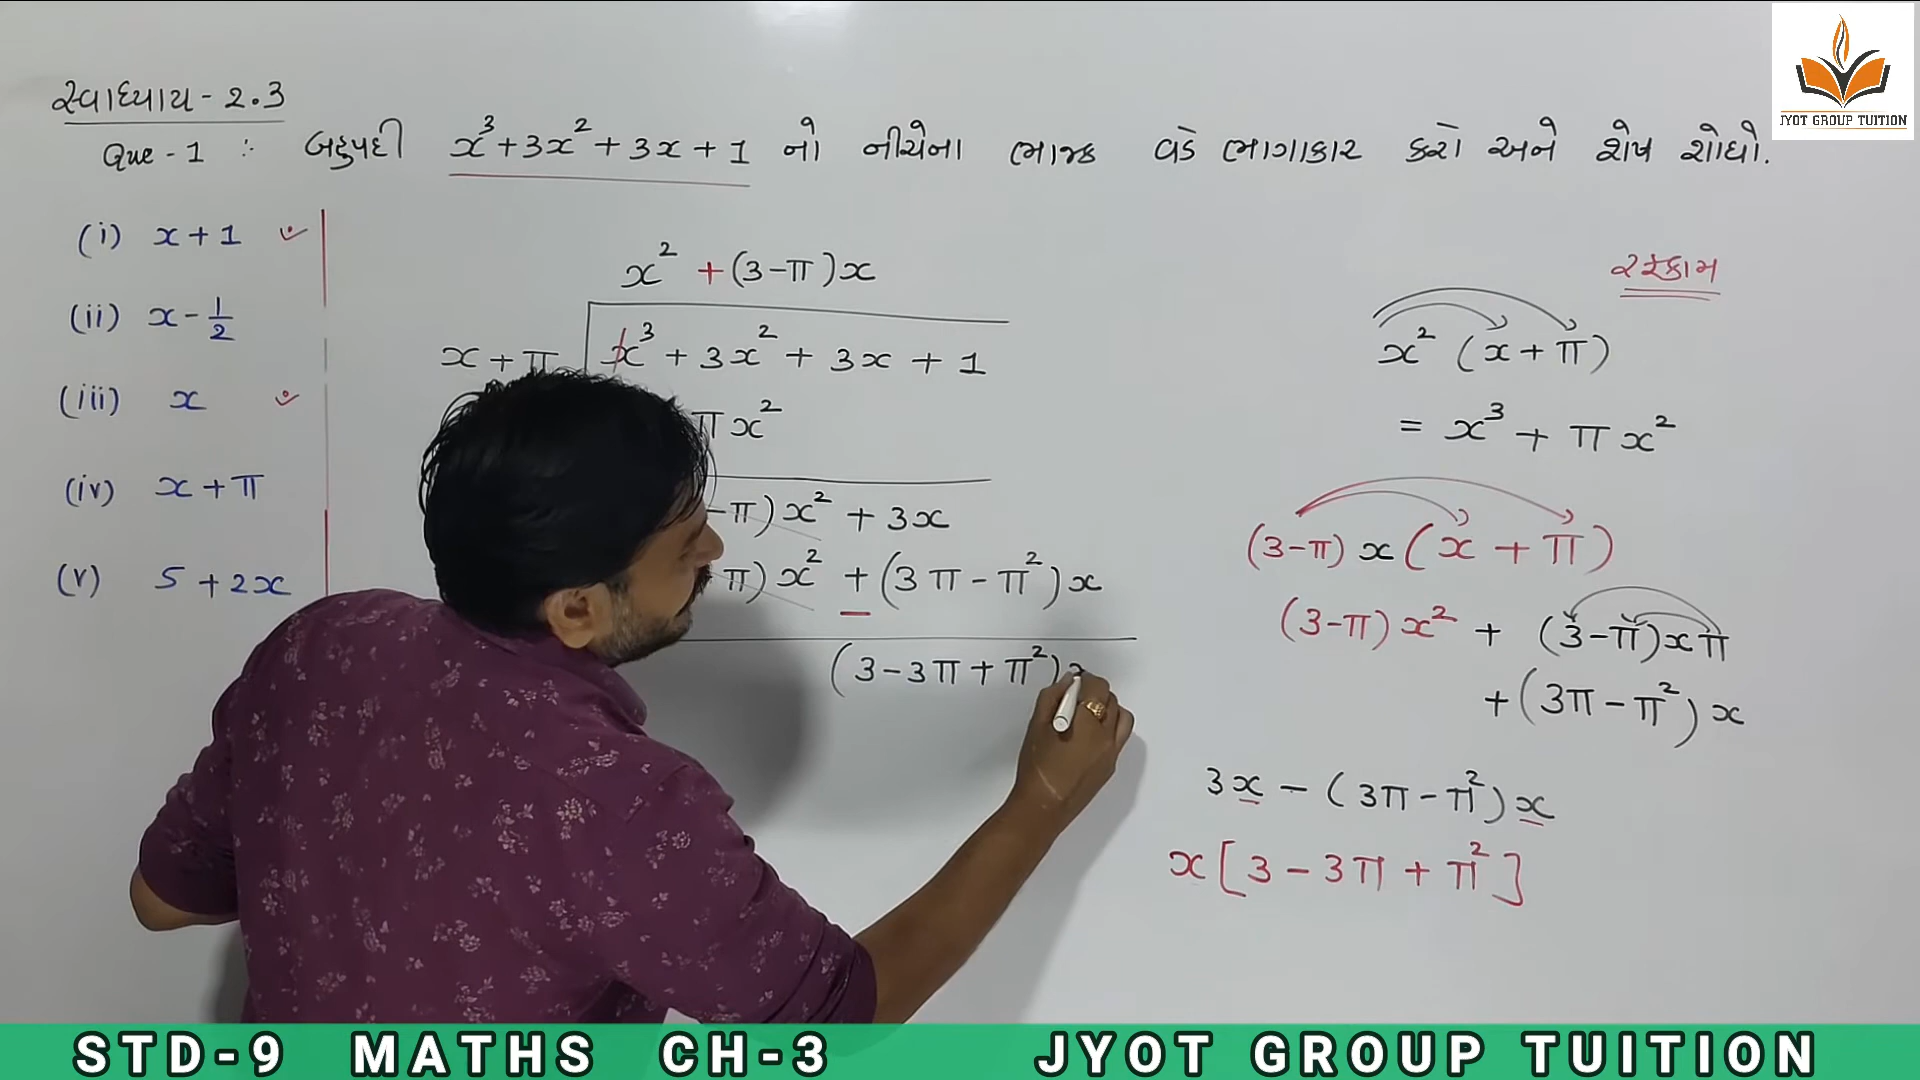 સ્વાધ્યાય - 2.3
Que - 1 : બહુપદી x³ + 3x² + 3x + 1 નો નીચેના ભાજક વડે ભાગાકાર કરો અને શેષ શોધો.
(i) x + 1
(ii) x - 1/2
(iii) x
(iv) x + π
(v) 5 + 2x
x² + (3 - π)x
x + π
x³ + 3x² + 3x + 1
πx²
- π)x² + 3x
π)x² + (3π - π²)x
(3 - 3π + π²)x
રફકામ
x² (x + π)
= x³ + πx²
(3 - π) x (x + π)
(3 - π) x² + (3 - π)xπ
+ (3π - π²)x
3x - (3π - π²)x
x[3 - 3π + π²]
JYOT GROUP TUITION
STD-9 MATHS CH-3 JYOT GROUP TUITION